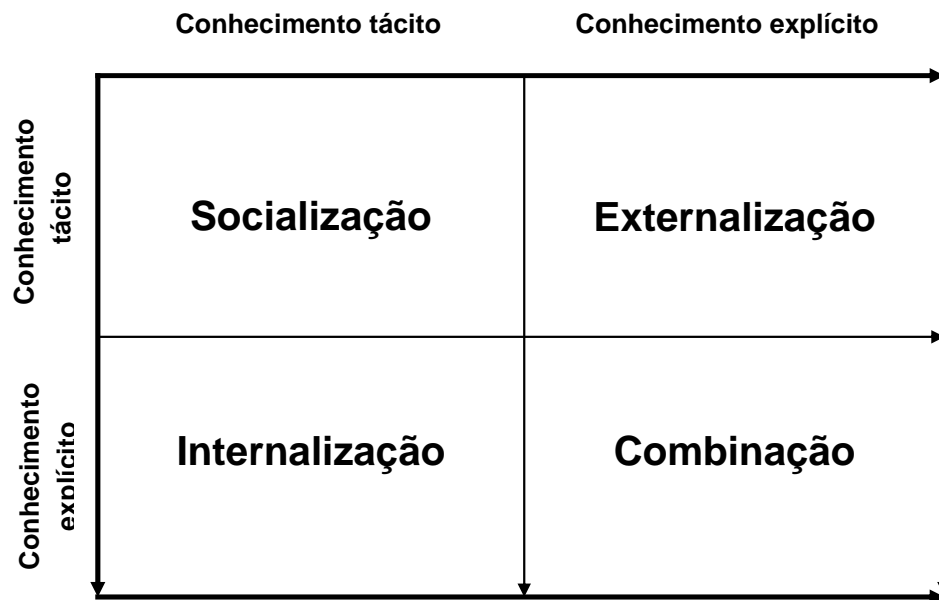 Conhecimento tácito
Conhecimento explícito
Conhecimento
tácito
Socialização
Externalização
Conhecimento
explícito
Internalização
Combinação